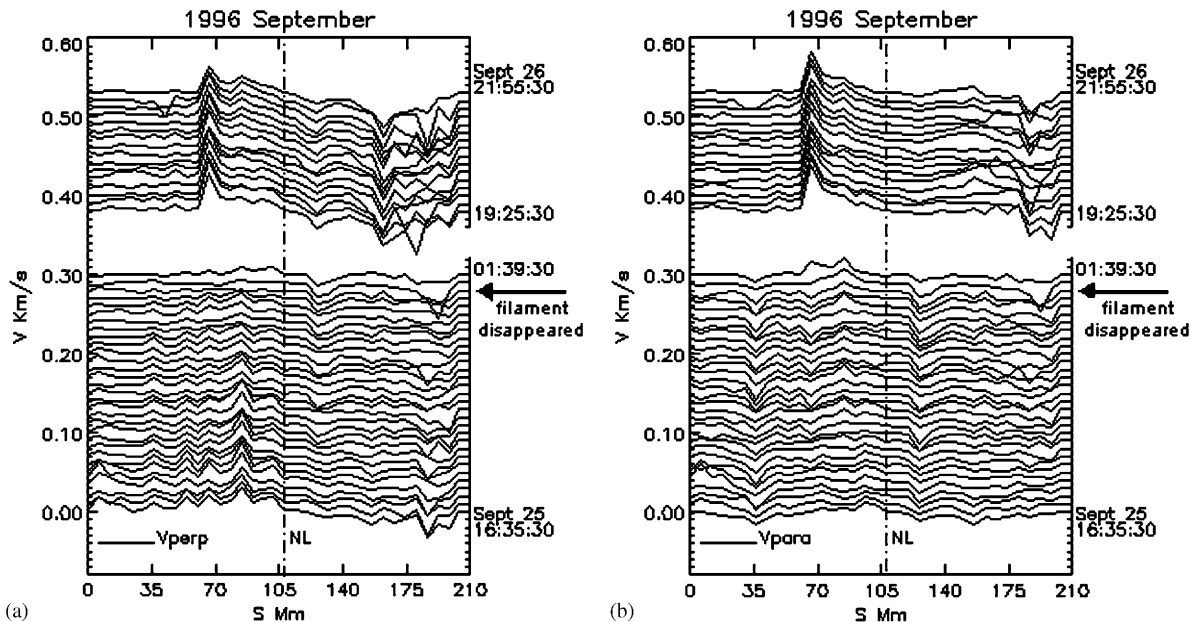 1996 September
0.60
0.50
0.40
0.30
0.20
0.10
0.00
V Km/s
Sept 26
21:55:30
19:25:30
01:39:30
filament
disappeared
Sept 25
16:35:30
Vperp
NL
0
35
70
105
140
175
210
S Mm
(a)
1996 September
0.60
0.50
0.40
0.30
0.20
0.10
0.00
V Km/s
Sept 26
21:55:30
19:25:30
01:39:30
filament
disappeared
Sept 25
16:35:30
Vpara
NL
0
35
70
105
140
175
210
S Mm
(b)